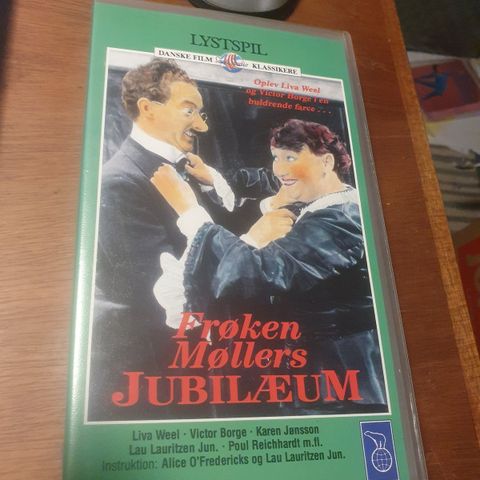 LYSTSPIL
DANSKE FILM KLASSIKERE
Oplev Liva Weel
og Victor Borge i en
buldrende farce . . .
Frøken
Møllers
JUBILÆUM
Liva Weel · Victor Borge · Karen Jønsson
Lau Lauritzen Jun. · Poul Reichhardt m.fl.
Instruktion: Alice O'Fredericks og Lau Lauritzen Jun.